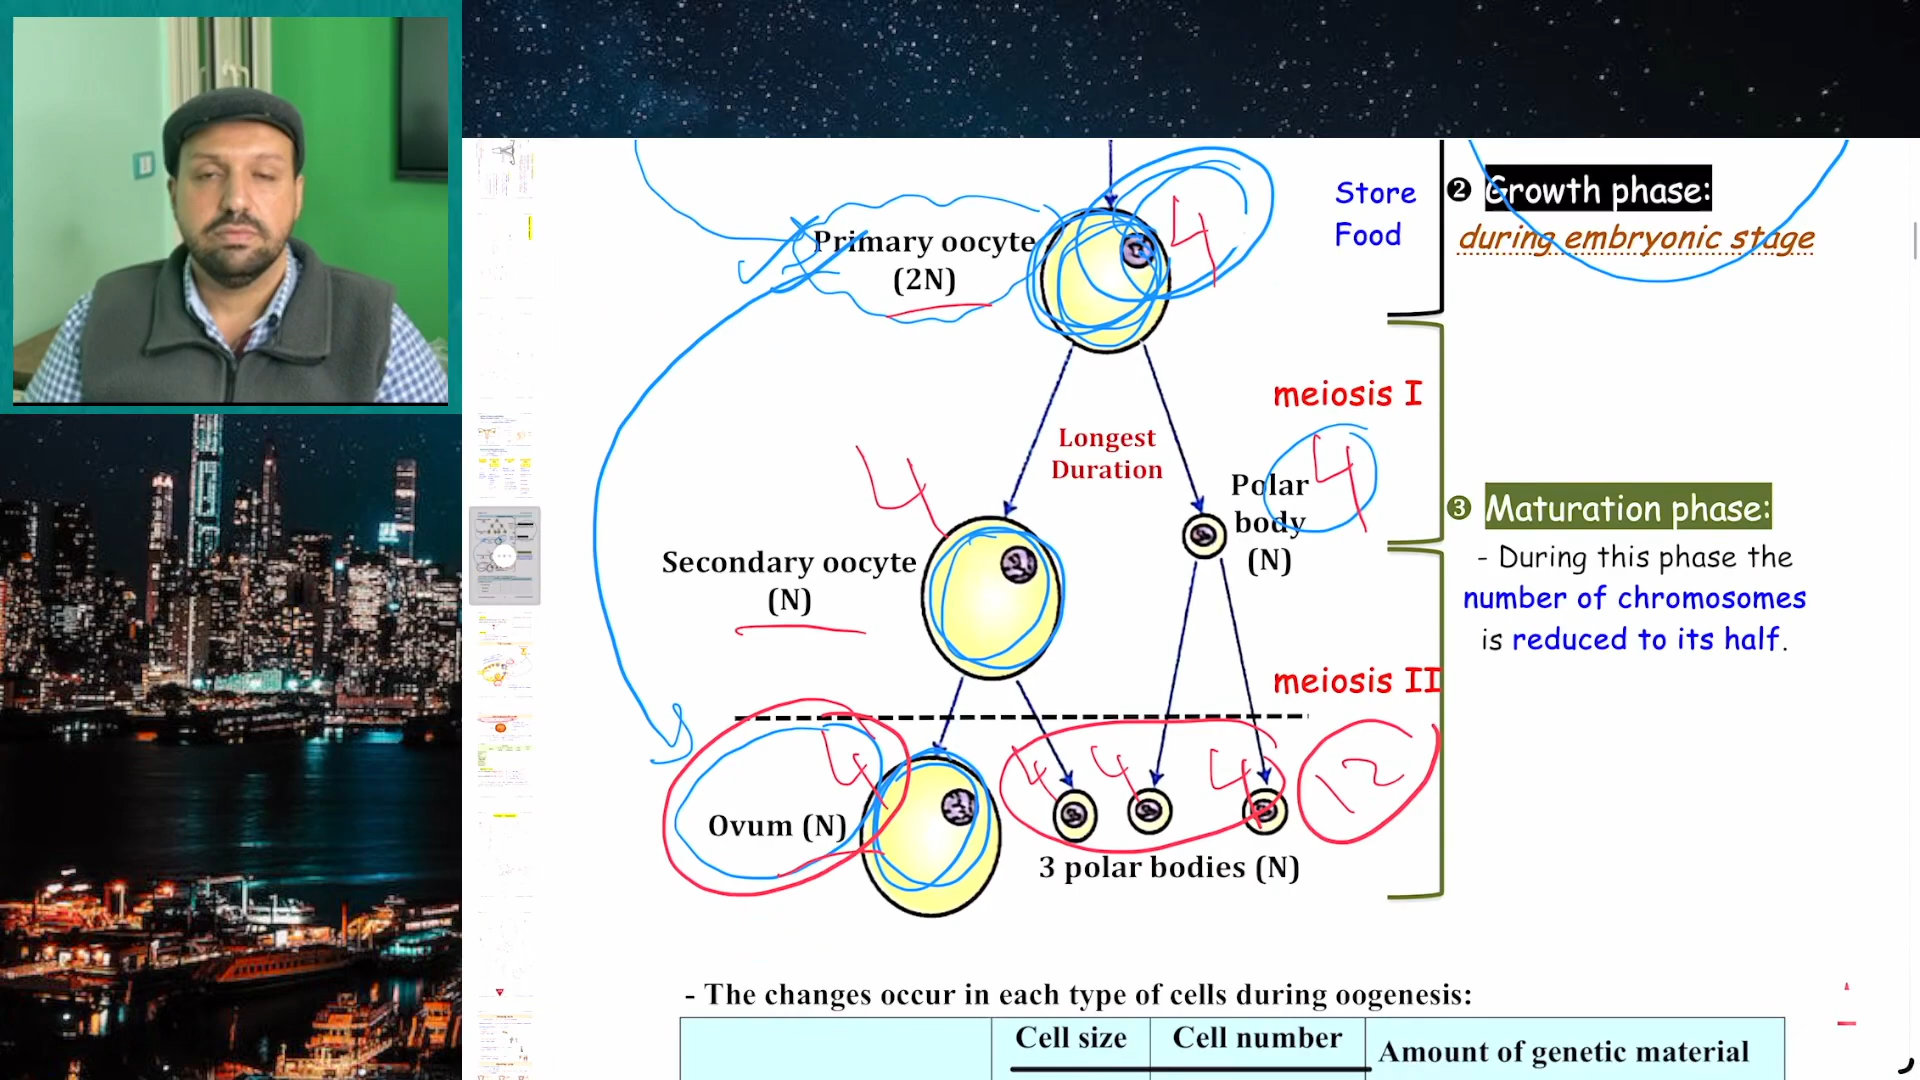 Store
Food
❷ Growth phase:
during embryonic stage
Primary oocyte
(2N)
4
meiosis I
Longest
Duration
4
4
Polar
body
(N)
Secondary oocyte
(N)
❸ Maturation phase:
- During this phase the
number of chromosomes
is reduced to its half.
meiosis II
4
4 4 4
12
Ovum (N)
3 polar bodies (N)
- The changes occur in each type of cells during oogenesis:
Cell size
Cell number
Amount of genetic material